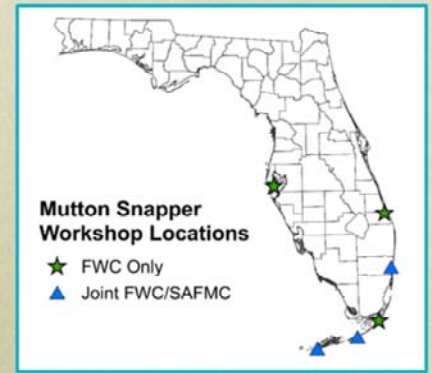 Mutton Snapper
Workshop Locations
FWC Only
Joint FWC/SAFMC